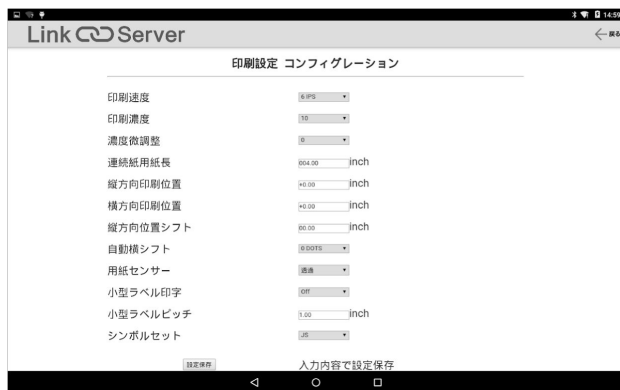 14:59
Link Server
戻る
印刷設定 コンフィグレーション
印刷速度 6 IPS
印刷濃度 10
濃度微調整 0
連続紙用紙長 004.00 inch
縦方向印刷位置 +0.00 inch
横方向印刷位置 +0.00 inch
縦方向位置シフト 00.00 inch
自動横シフト 0 DOTS
用紙センサー 透過
小型ラベル印字 Off
小型ラベルピッチ 1.00 inch
シンボルセット JS
設定保存 入力内容で設定保存